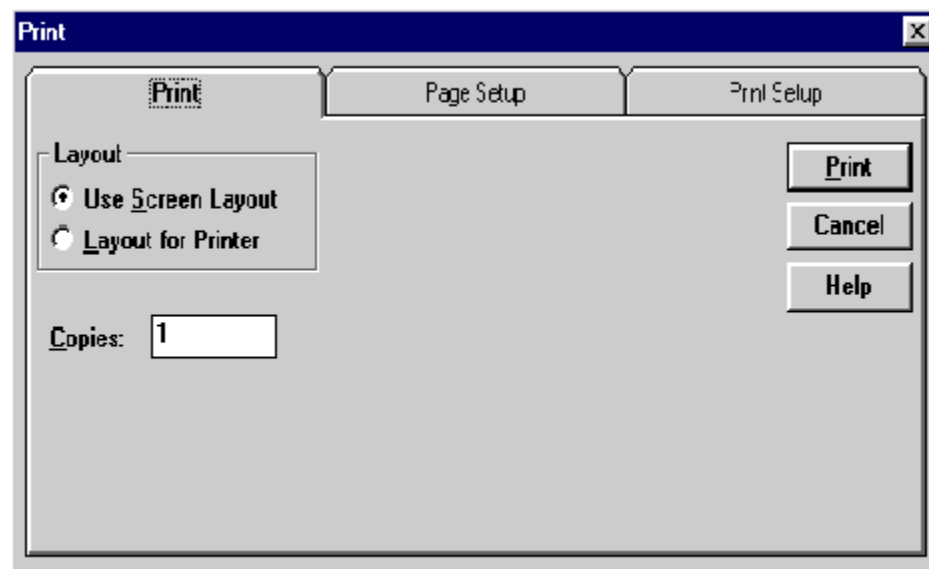 Print
Print Page Setup Print Setup
Layout
Use Screen Layout
Layout for Printer
Copies: 1
Print
Cancel
Help